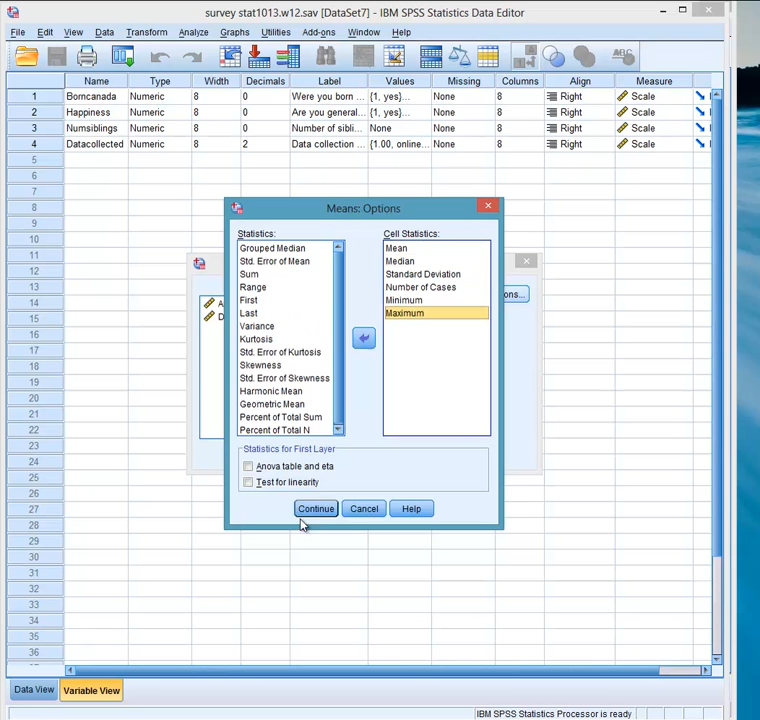 survey stat1013.w12.sav [DataSet7] - IBM SPSS Statistics Data Editor
File Edit View Data Transform Analyze Graphs Utilities Add-ons Window Help
Name Type Width Decimals Label Values Missing Columns Align Measure
1 Borncanada Numeric 8 0 Were you born ... {1, yes}... None 8 Right Scale
2 Happiness Numeric 8 0 Are you general... {1, yes}... None 8 Right Scale
3 Numsiblings Numeric 8 0 Number of sibli... None None 8 Right Scale
4 Datacollected Numeric 8 2 Data collection ... {1.00, online... None 8 Right Scale
5
6
7
8
9
10
11
12
13
14
15
16
17
18
19
20
21
22
23
24
25
26
27
28
29
30
31
32
33
34
35
36
Means: Options
Statistics:
Grouped Median
Std. Error of Mean
Sum
Range
First
Last
Variance
Kurtosis
Std. Error of Kurtosis
Skewness
Std. Error of Skewness
Harmonic Mean
Geometric Mean
Percent of Total Sum
Percent of Total N
Cell Statistics:
Mean
Median
Standard Deviation
Number of Cases
Minimum
Maximum
Statistics for First Layer
Anova table and eta
Test for linearity
Continue Cancel Help
Data View Variable View
IBM SPSS Statistics Processor is ready